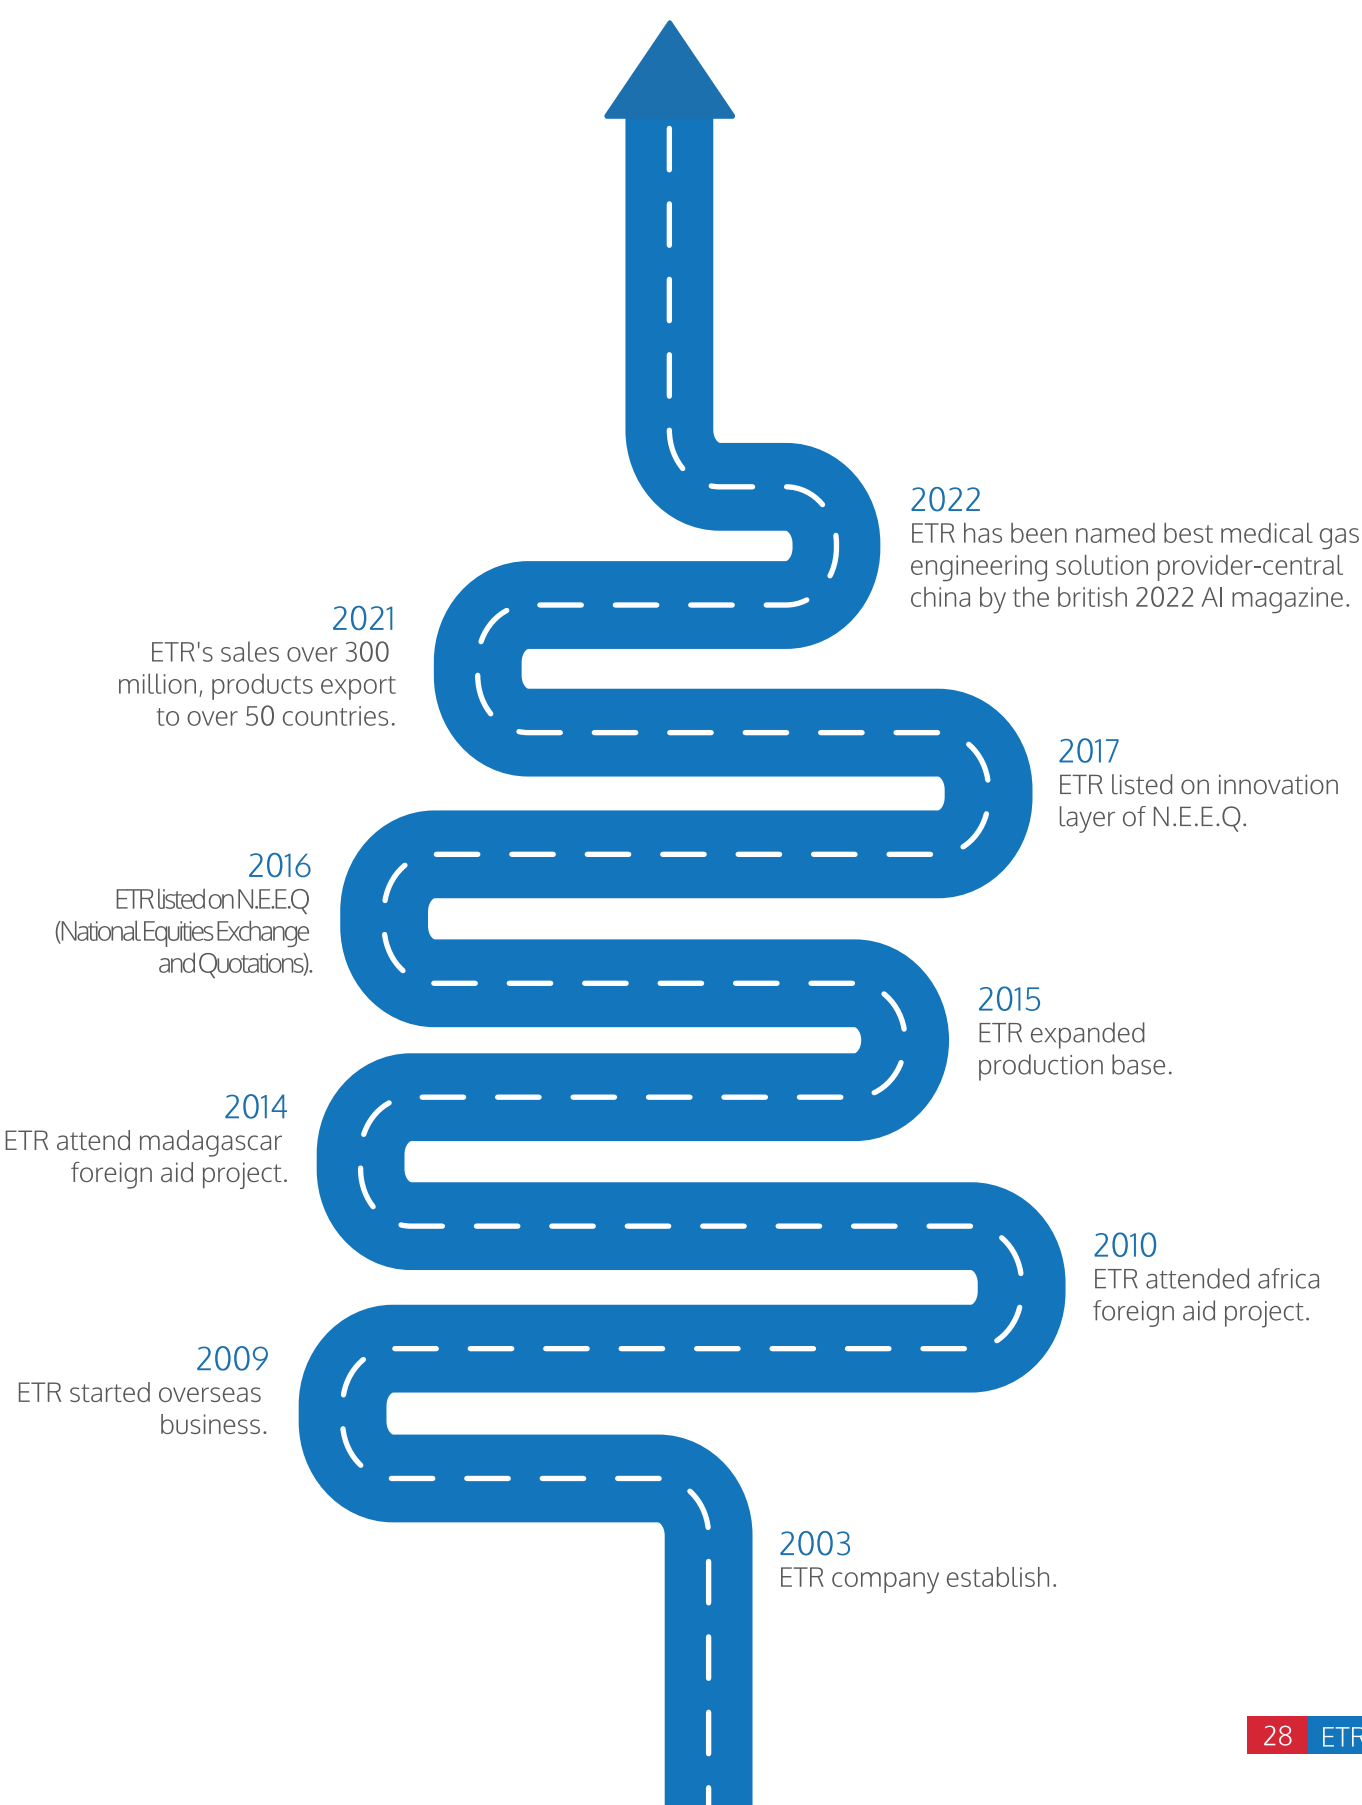 2022
ETR has been named best medical gas
engineering solution provider-central
china by the british 2022 AI magazine.
2021
ETR's sales over 300
million, products export
to over 50 countries.
2017
ETR listed on innovation
layer of N.E.E.Q.
2016
ETR listed on N.E.E.Q
(National Equities Exchange
and Quotations).
2015
ETR expanded
production base.
2014
ETR attend madagascar
foreign aid project.
2010
ETR attended africa
foreign aid project.
2009
ETR started overseas
business.
2003
ETR company establish.
28 ETR